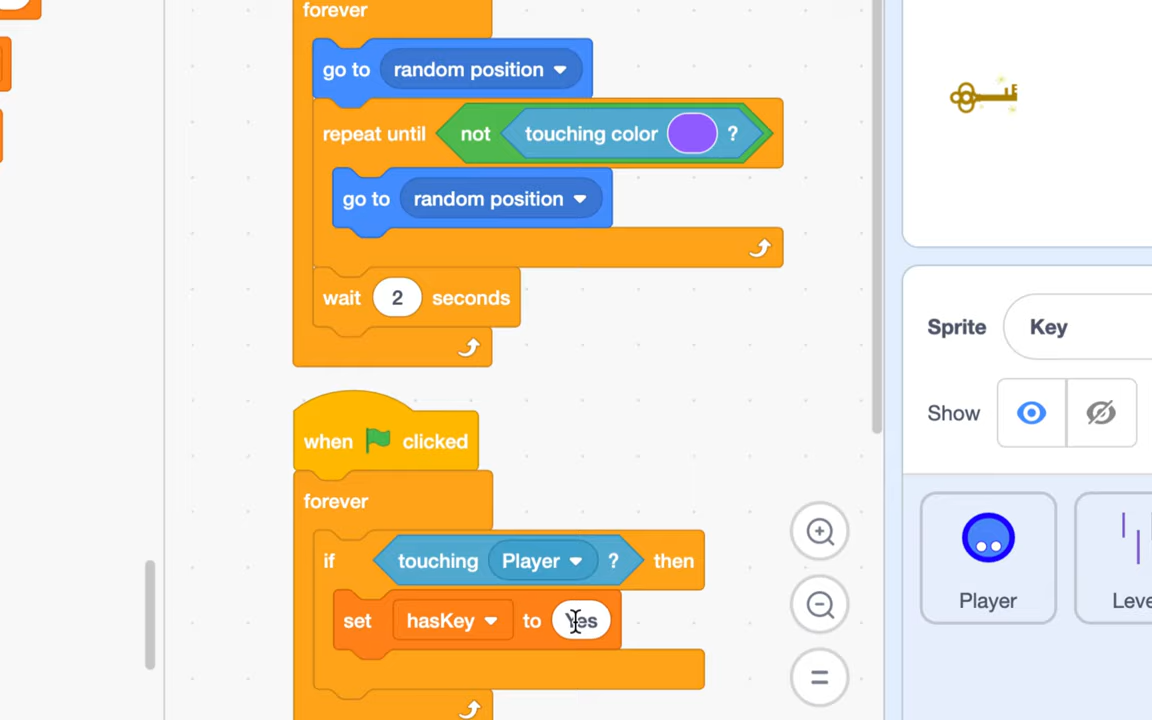 forever
go to random position
repeat until not touching color ?
go to random position
wait 2 seconds
when clicked
forever
if touching Player ? then
set hasKey to Yes
Sprite Key
Show
Player
Leve